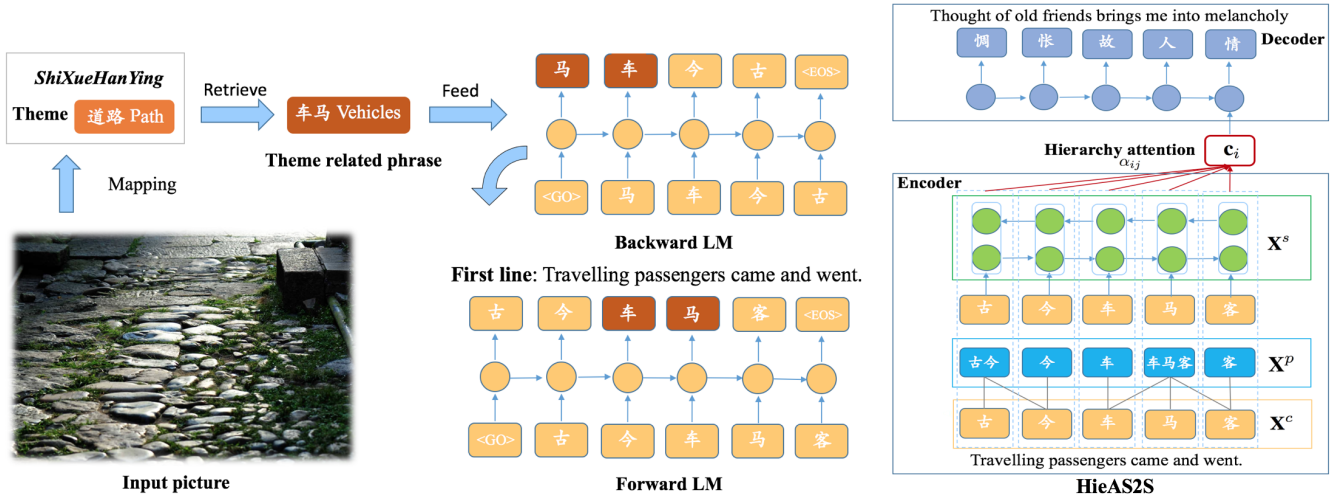 ShiXueHanYing
Theme 道路 Path
Retrieve
车马 Vehicles
Theme related phrase
Feed
Mapping
Input picture
马 车 今 古 <EOS>
<GO> 马 车 今 古
Backward LM
First line: Travelling passengers came and went.
古 今 车 马 客 <EOS>
<GO> 古 今 车 马 客
Forward LM
Thought of old friends brings me into melancholy
惆 怅 故 人 情
Decoder
Hierarchy attention
αij
ci
Encoder
Xs
古 今 车 马 客
古今 今 车 车马客 客
Xp
古 今 车 马 客
Xc
Travelling passengers came and went.
HieAS2S